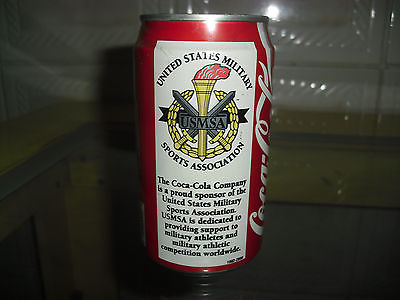 UNITED STATES MILITARY
USMSA
SPORTS ASSOCIATION
The Coca-Cola Company
is a proud sponsor of the
United States Military
Sports Association.
USMSA is dedicated to
providing support to
military athletes and
military athletic
competition worldwide.
Coca-Co